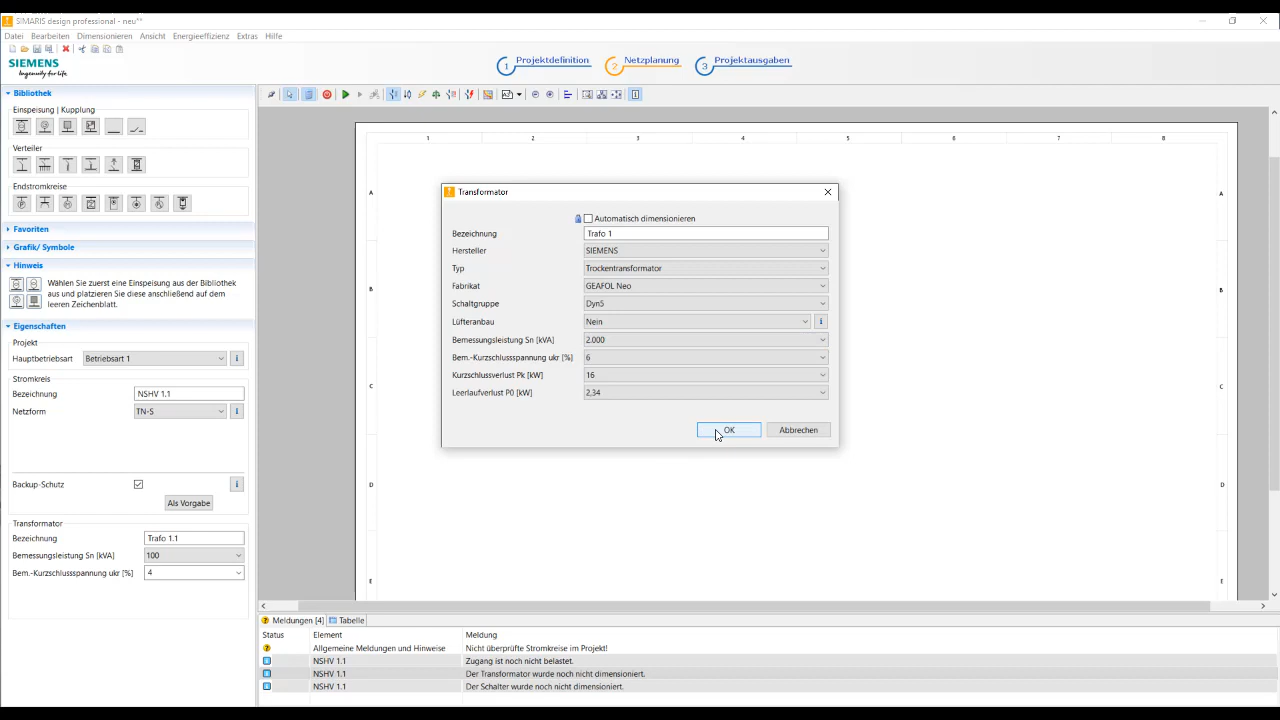 SIMARIS design professional - neu**
Datei Bearbeiten Dimensionieren Ansicht Energieeffizienz Extras Hilfe
SIEMENS
Ingenuity for life
1 Projektdefinition 2 Netzplanung 3 Projektausgaben
Bibliothek
Einspeisung | Kupplung
Verteiler
Endstromkreise
Favoriten
Grafik/ Symbole
Hinweis
Wählen Sie zuerst eine Einspeisung aus der Bibliothek
aus und platzieren Sie diese anschließend auf dem
leeren Zeichenblatt.
Eigenschaften
Projekt
Hauptbetriebsart Betriebsart 1
Stromkreis
Bezeichnung NSHV 1.1
Netzform TN-S
Backup-Schutz
Als Vorgabe
Transformator
Bezeichnung Trafo 1.1
Bemessungsleistung Sn [kVA] 100
Bem.-Kurzschlussspannung ukr [%] 4
1 2 3 4 5 6 7 8
A A
B B
C C
D D
E E
Transformator
Automatisch dimensionieren
Bezeichnung Trafo 1
Hersteller SIEMENS
Typ Trockentransformator
Fabrikat GEAFOL Neo
Schaltgruppe Dyn5
Lüfteranbau Nein
Bemessungsleistung Sn [kVA] 2.000
Bem.-Kurzschlussspannung ukr [%] 6
Kurzschlussverlust Pk [kW] 16
Leerlaufverlust P0 [kW] 2,34
OK Abbrechen
Meldungen [4] Tabelle
Status Element Meldung
Allgemeine Meldungen und Hinweise Nicht überprüfte Stromkreise im Projekt!
NSHV 1.1 Zugang ist noch nicht belastet.
NSHV 1.1 Der Transformator wurde noch nicht dimensioniert.
NSHV 1.1 Der Schalter wurde noch nicht dimensioniert.